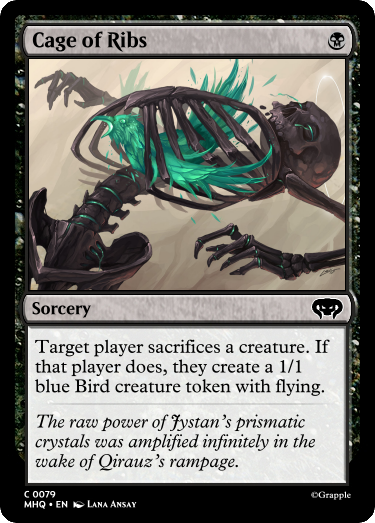 Cage of Ribs
Sorcery
Target player sacrifices a creature. If
that player does, they create a 1/1
blue Bird creature token with flying.
The raw power of Jystan's prismatic
crystals was amplified infinitely in the
wake of Qirauz's rampage.
C 0079
MHQ • EN Lana Ansay
©Grapple